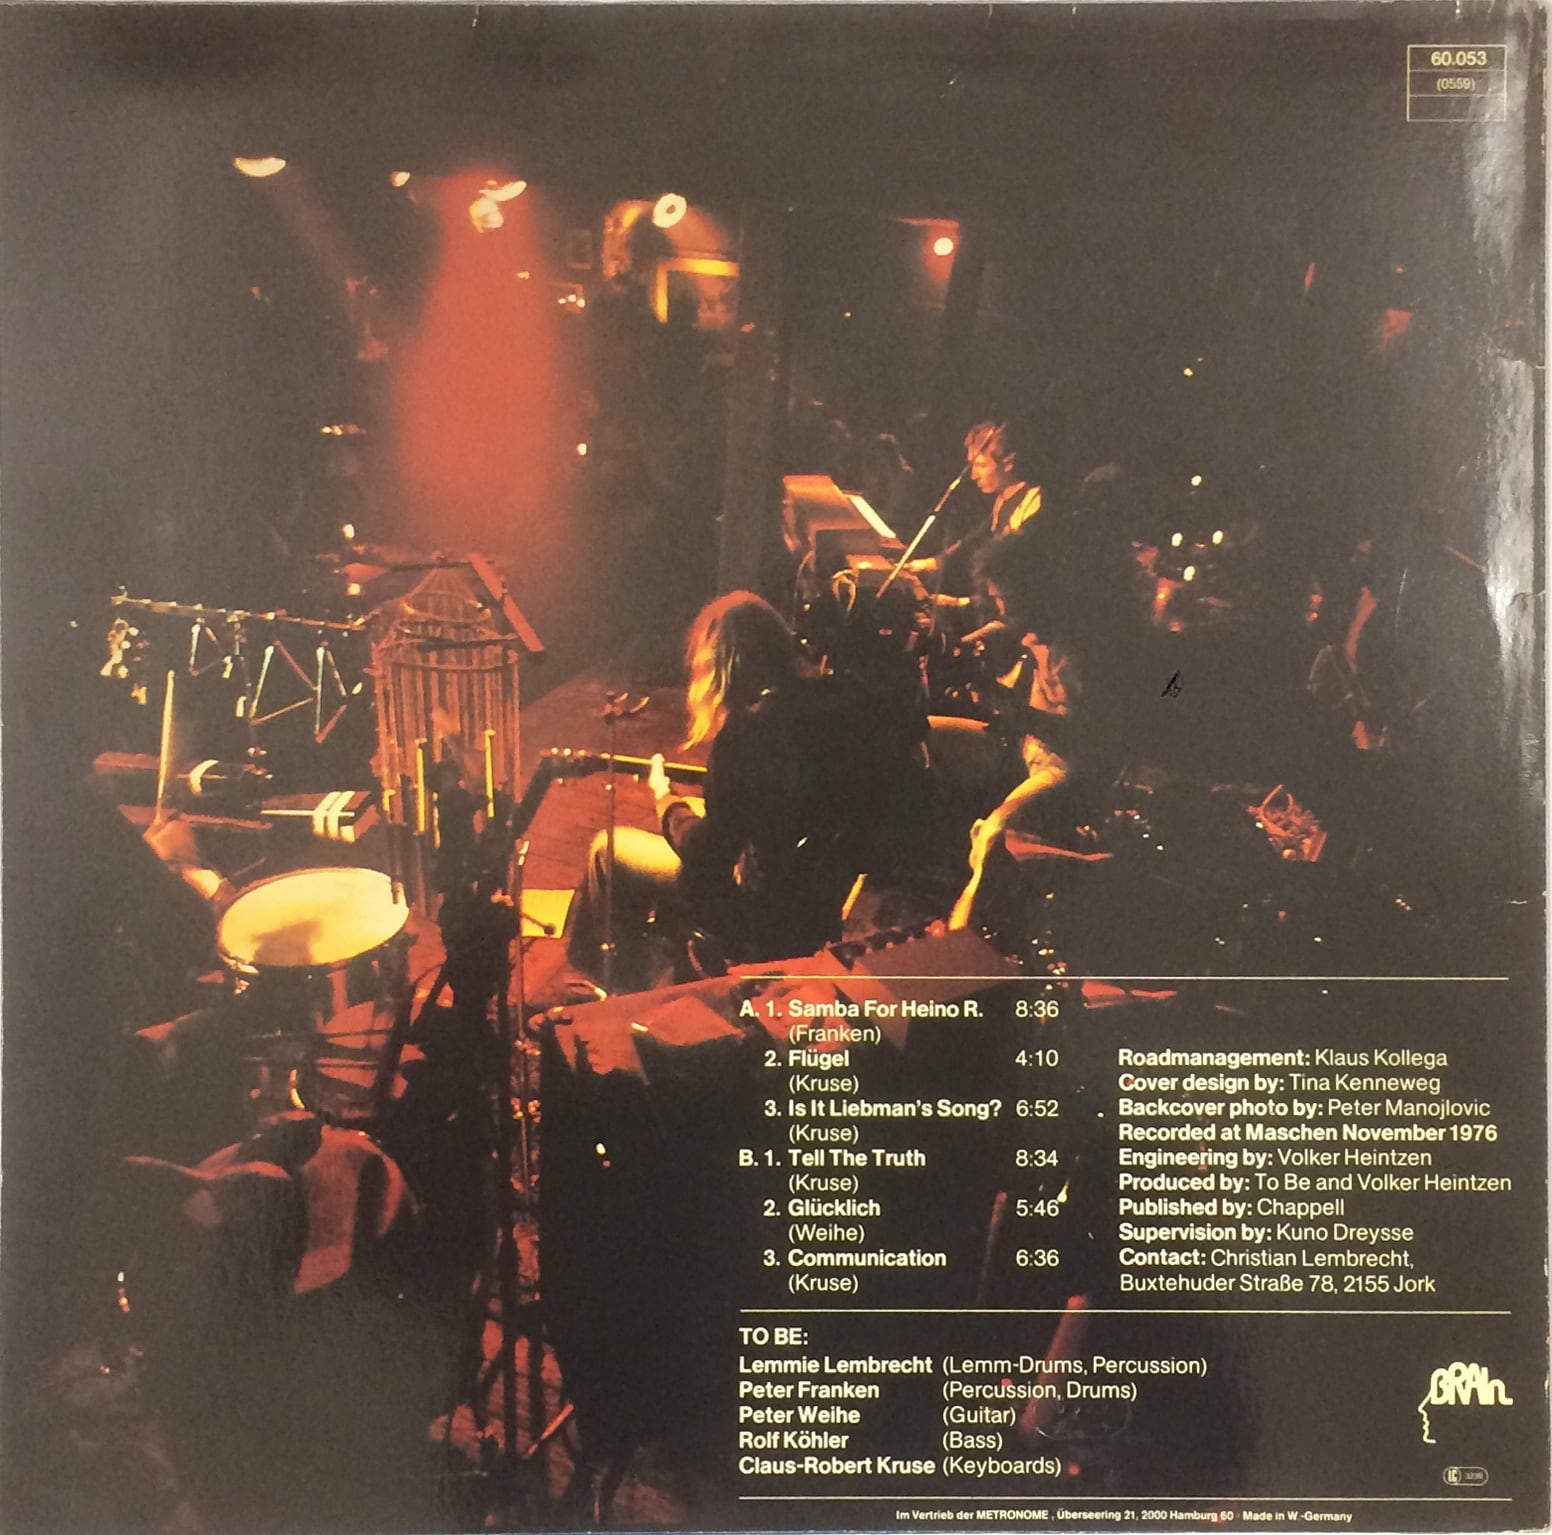 60.053
(0559)
A. 1. Samba For Heino R. 8:36
(Franken)
2. Flügel 4:10
(Kruse)
3. Is It Liebman's Song? 6:52
(Kruse)
B. 1. Tell The Truth 8:34
(Kruse)
2. Glücklich 5:46
(Weihe)
3. Communication 6:36
(Kruse)
Roadmanagement: Klaus Kollega
Cover design by: Tina Kenneweg
Backcover photo by: Peter Manojlovic
Recorded at Maschen November 1976
Engineering by: Volker Heintzen
Produced by: To Be and Volker Heintzen
Published by: Chappell
Supervision by: Kuno Dreysse
Contact: Christian Lembrecht,
Buxtehuder Straße 78, 2155 Jork
TO BE:
Lemmie Lembrecht (Lemm-Drums, Percussion)
Peter Franken (Percussion, Drums)
Peter Weihe (Guitar)
Rolf Köhler (Bass)
Claus-Robert Kruse (Keyboards)
BRAIN
LC
Im Vertrieb der METRONOME, Überseering 21, 2000 Hamburg 60 · Made in W.-Germany